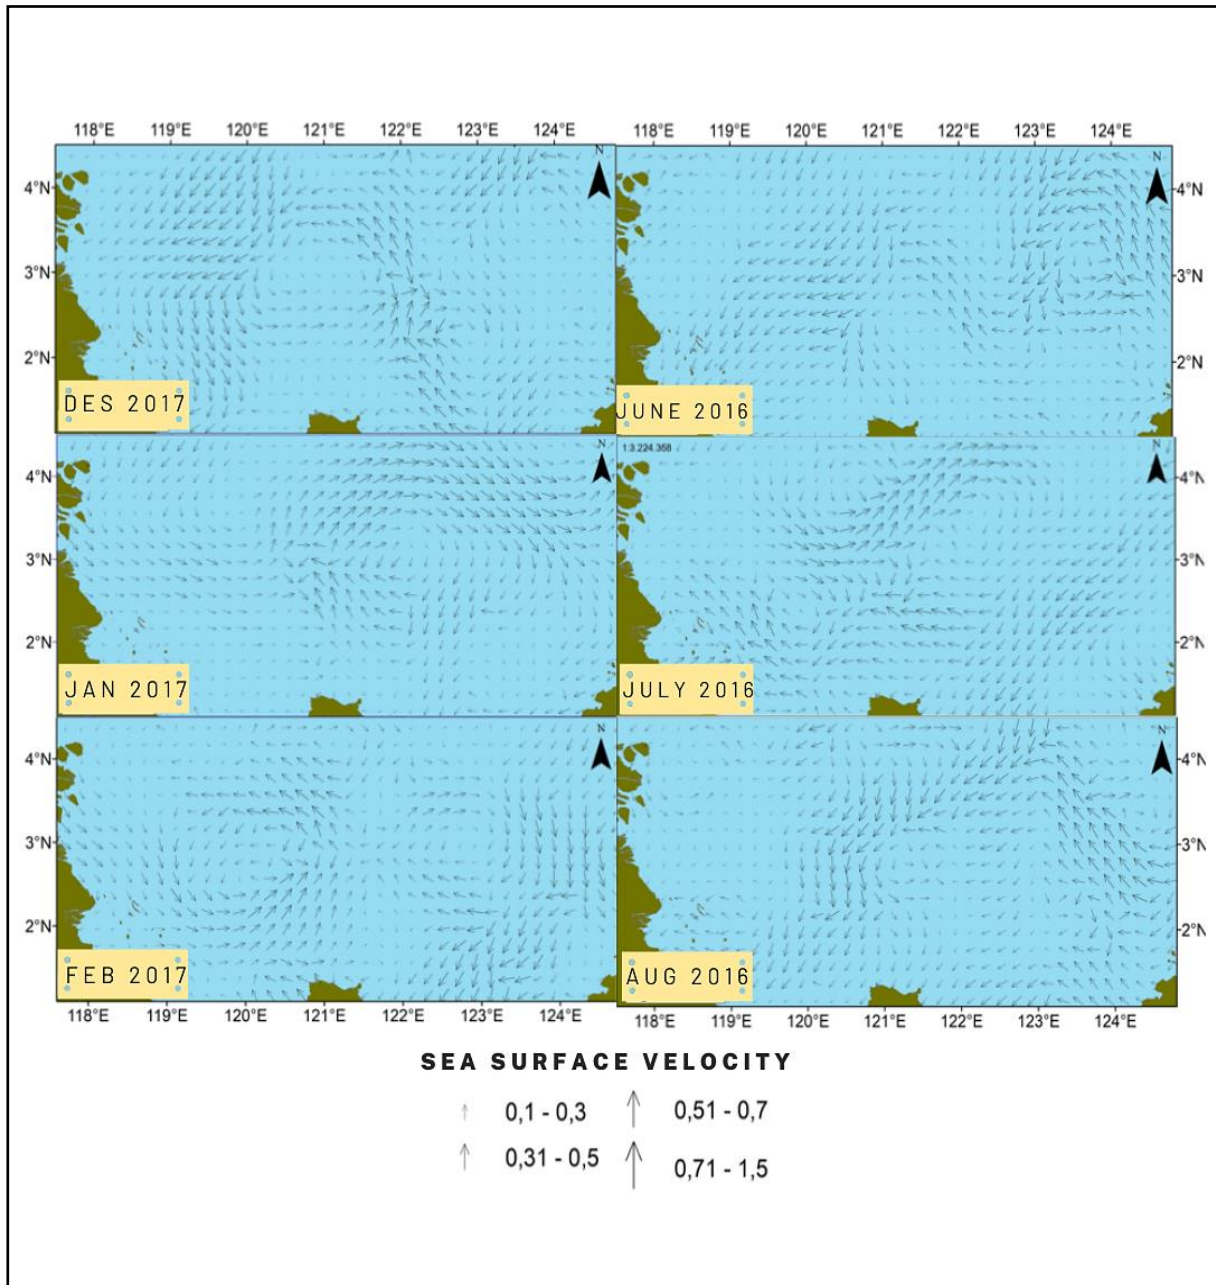 118°E 119°E 120°E 121°E 122°E 123°E 124°E
118°E 119°E 120°E 121°E 122°E 123°E 124°E
4°N
3°N
2°N
N
DES 2017
N
4°N
3°N
2°N
JUNE 2016
4°N
3°N
2°N
N
JAN 2017
1:3.224.358
N
4°N
3°N
2°N
JULY 2016
4°N
3°N
2°N
N
FEB 2017
N
4°N
3°N
2°N
AUG 2016
118°E 119°E 120°E 121°E 122°E 123°E 124°E
118°E 119°E 120°E 121°E 122°E 123°E 124°E
SEA SURFACE VELOCITY
0,1 - 0,3
0,51 - 0,7
0,31 - 0,5
0,71 - 1,5